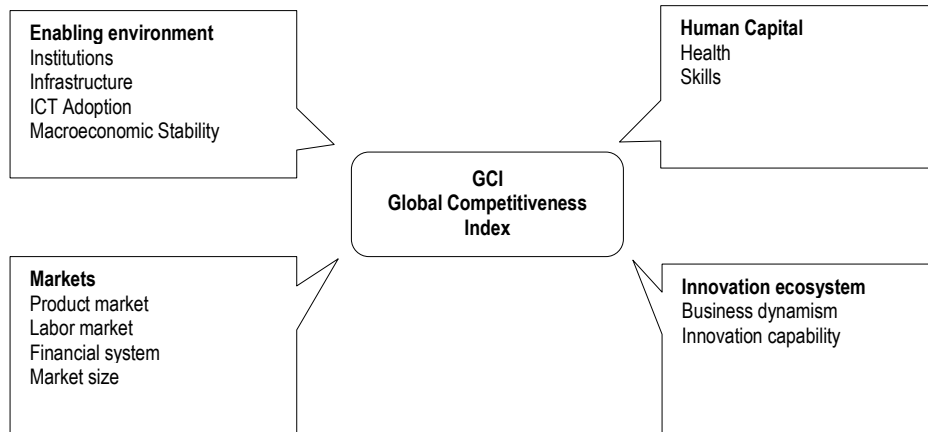 Enabling environment
Institutions
Infrastructure
ICT Adoption
Macroeconomic Stability
Human Capital
Health
Skills
GCI
Global Competitiveness
Index
Markets
Product market
Labor market
Financial system
Market size
Innovation ecosystem
Business dynamism
Innovation capability